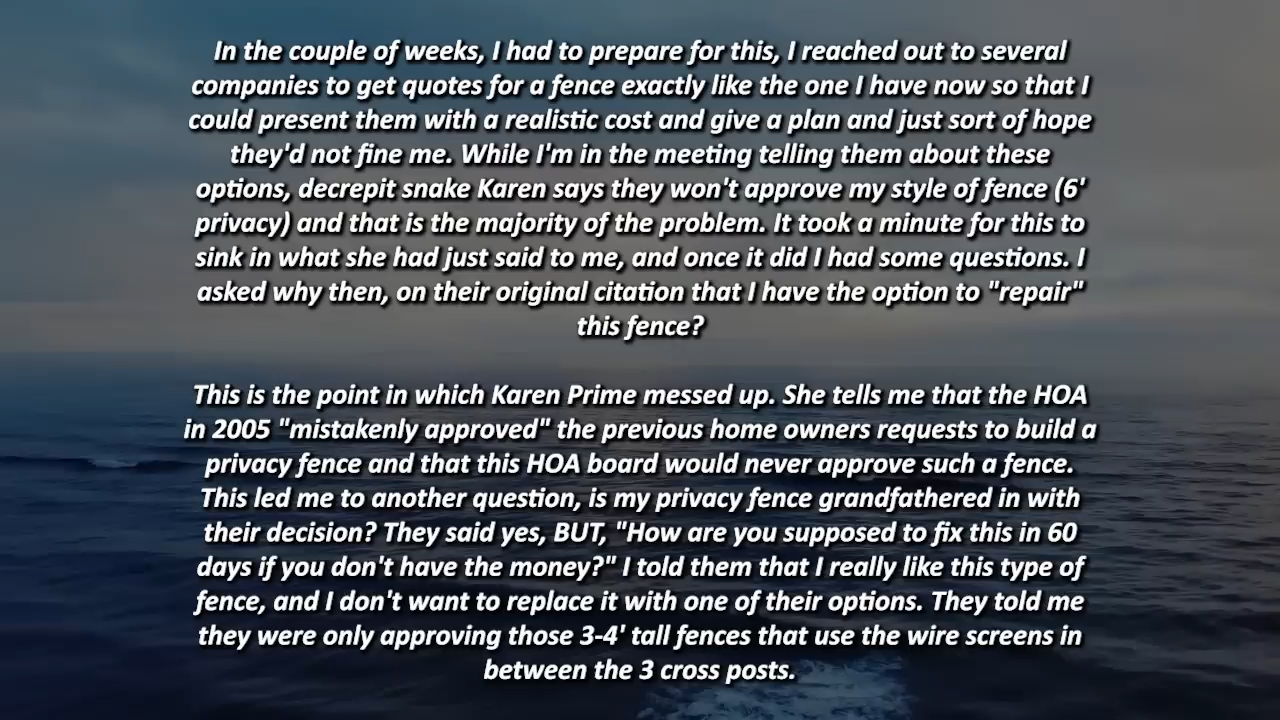 In the couple of weeks, I had to prepare for this, I reached out to several
companies to get quotes for a fence exactly like the one I have now so that I
could present them with a realistic cost and give a plan and just sort of hope
they'd not fine me. While I'm in the meeting telling them about these
options, decrepit snake Karen says they won't approve my style of fence (6'
privacy) and that is the majority of the problem. It took a minute for this to
sink in what she had just said to me, and once it did I had some questions. I
asked why then, on their original citation that I have the option to "repair"
this fence?
This is the point in which Karen Prime messed up. She tells me that the HOA
in 2005 "mistakenly approved" the previous home owners requests to build a
privacy fence and that this HOA board would never approve such a fence.
This led me to another question, is my privacy fence grandfathered in with
their decision? They said yes, BUT, "How are you supposed to fix this in 60
days if you don't have the money?" I told them that I really like this type of
fence, and I don't want to replace it with one of their options. They told me
they were only approving those 3-4' tall fences that use the wire screens in
between the 3 cross posts.